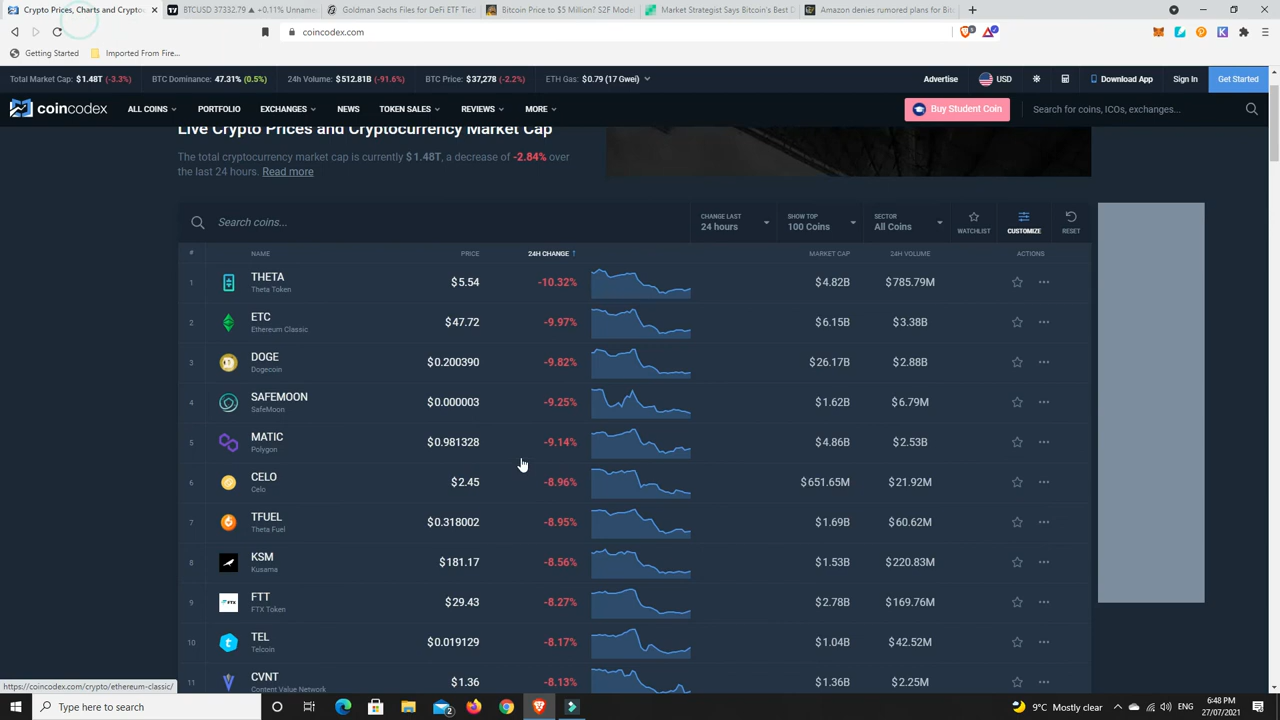 Crypto Prices, Charts and Crypto
BTCUSD 37332.79 ▲ +0.11% Unnam
Goldman Sachs Files for DeFi ETF Tied
Bitcoin Price to $5 Million? S2F Mode
Market Strategist Says Bitcoin's Best D
Amazon denies rumored plans for Bit
coincodex.com
Getting Started
Imported From Fire...
Total Market Cap: $1.48T (-3.3%)
BTC Dominance: 47.31% (0.5%)
24h Volume: $512.81B (-91.6%)
BTC Price: $37,278 (-2.2%)
ETH Gas: $0.79 (17 Gwei)
Advertise
USD
Download App
Sign In
Get Started
coincodex
ALL COINS
PORTFOLIO
EXCHANGES
NEWS
TOKEN SALES
REVIEWS
MORE
Buy Student Coin
Search for coins, ICOs, exchanges...
Live Crypto Prices and Cryptocurrency Market Cap
The total cryptocurrency market cap is currently $1.48T, a decrease of -2.84% over
the last 24 hours. Read more
Search coins...
CHANGE LAST
24 hours
SHOW TOP
100 Coins
SECTOR
All Coins
WATCHLIST
CUSTOMIZE
RESET
# NAME PRICE 24H CHANGE ↑ MARKET CAP 24H VOLUME ACTIONS
1 THETA $5.54 -10.32% $4.82B $785.79M
Theta Token
2 ETC $47.72 -9.97% $6.15B $3.38B
Ethereum Classic
3 DOGE $0.200390 -9.82% $26.17B $2.88B
Dogecoin
4 SAFEMOON $0.000003 -9.25% $1.62B $6.79M
SafeMoon
5 MATIC $0.981328 -9.14% $4.86B $2.53B
Polygon
6 CELO $2.45 -8.96% $651.65M $21.92M
Celo
7 TFUEL $0.318002 -8.95% $1.69B $60.62M
Theta Fuel
8 KSM $181.17 -8.56% $1.53B $220.83M
Kusama
9 FTT $29.43 -8.27% $2.78B $169.76M
FTX Token
10 TEL $0.019129 -8.17% $1.04B $42.52M
Telcoin
11 CVNT $1.36 -8.13% $1.36B $2.25M
Content Value Network
https://coincodex.com/crypto/ethereum-classic/
Type here to search
9°C Mostly clear
ENG
6:48 PM
27/07/2021